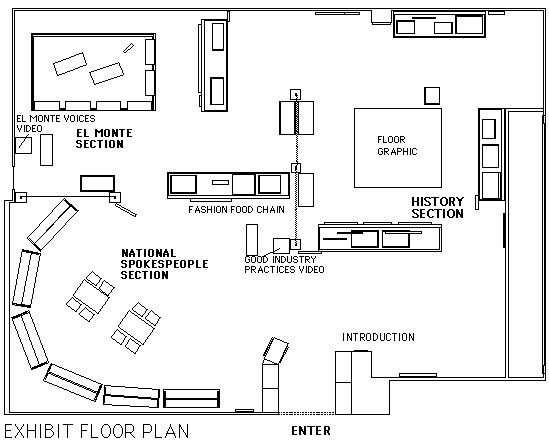 EL MONTE VOICES
VIDEO
EL MONTE
SECTION
FLOOR
GRAPHIC
FASHION FOOD CHAIN
HISTORY
SECTION
NATIONAL
SPOKESPEOPLE
SECTION
GOOD INDUSTRY
PRACTICES VIDEO
INTRODUCTION
EXHIBIT FLOOR PLAN
ENTER